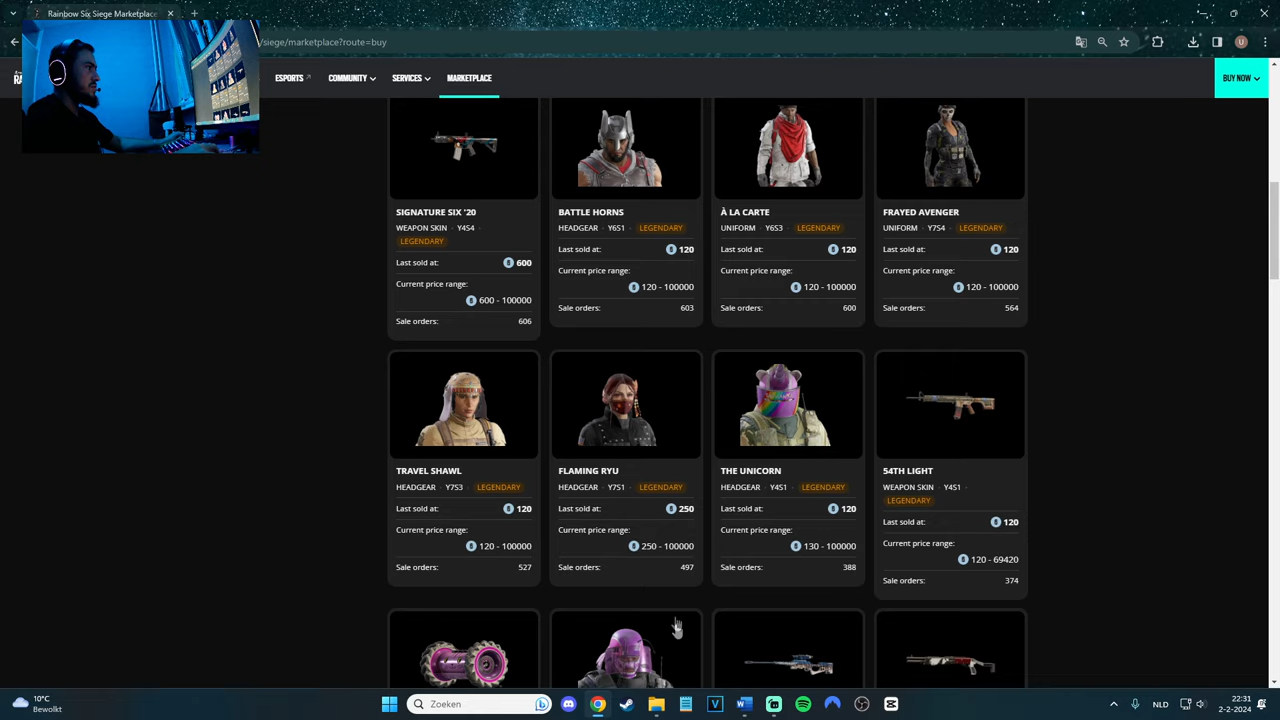 Rainbow Six Siege Marketplace
/siege/marketplace?route=buy
ESPORTS COMMUNITY SERVICES MARKETPLACE
BUY NOW
SIGNATURE SIX '20
WEAPON SKIN · Y4S4 ·
LEGENDARY
Last sold at: 600
Current price range:
600 - 100000
Sale orders: 606
BATTLE HORNS
HEADGEAR · Y6S1 · LEGENDARY
Last sold at: 120
Current price range:
120 - 100000
Sale orders: 603
À LA CARTE
UNIFORM · Y6S3 · LEGENDARY
Last sold at: 120
Current price range:
120 - 100000
Sale orders: 600
FRAYED AVENGER
UNIFORM · Y7S4 · LEGENDARY
Last sold at: 120
Current price range:
120 - 100000
Sale orders: 564
TRAVEL SHAWL
HEADGEAR · Y7S3 · LEGENDARY
Last sold at: 120
Current price range:
120 - 100000
Sale orders: 527
FLAMING RYU
HEADGEAR · Y7S1 · LEGENDARY
Last sold at: 250
Current price range:
250 - 100000
Sale orders: 497
THE UNICORN
HEADGEAR · Y4S1 · LEGENDARY
Last sold at: 120
Current price range:
130 - 100000
Sale orders: 388
54TH LIGHT
WEAPON SKIN · Y4S1 ·
LEGENDARY
Last sold at: 120
Current price range:
120 - 69420
Sale orders: 374
10°C
Bewolkt
Zoeken
NLD
22:31
2-2-2024